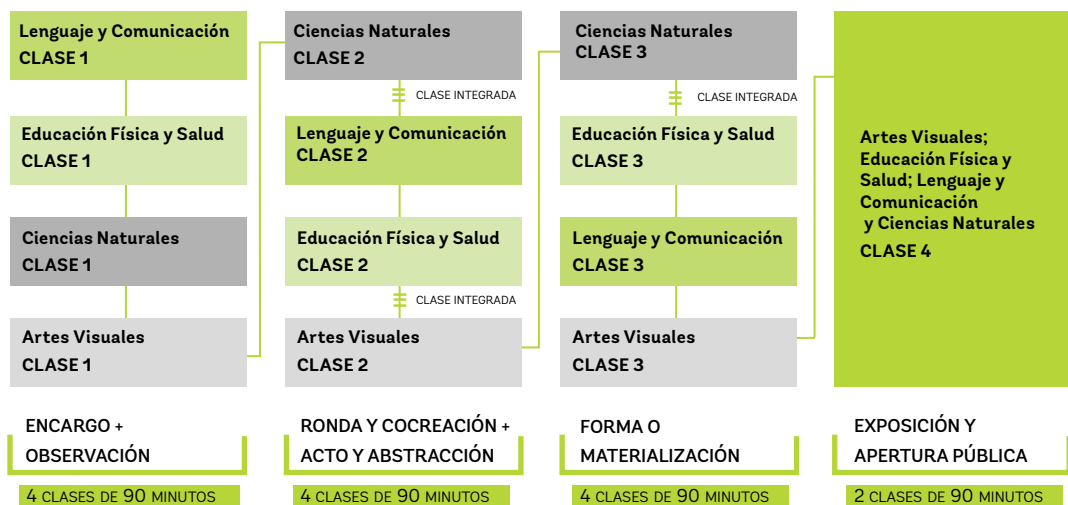 Lenguaje y Comunicación
CLASE 1
Educación Física y Salud
CLASE 1
Ciencias Naturales
CLASE 1
Artes Visuales
CLASE 1
ENCARGO +
OBSERVACIÓN
4 CLASES DE 90 MINUTOS
Ciencias Naturales
CLASE 2
CLASE INTEGRADA
Lenguaje y Comunicación
CLASE 2
Educación Física y Salud
CLASE 2
CLASE INTEGRADA
Artes Visuales
CLASE 2
RONDA Y COCREACIÓN +
ACTO Y ABSTRACCIÓN
4 CLASES DE 90 MINUTOS
Ciencias Naturales
CLASE 3
CLASE INTEGRADA
Educación Física y Salud
CLASE 3
Lenguaje y Comunicación
CLASE 3
Artes Visuales
CLASE 3
FORMA O
MATERIALIZACIÓN
4 CLASES DE 90 MINUTOS
Artes Visuales;
Educación Física y
Salud; Lenguaje y
Comunicación
y Ciencias Naturales
CLASE 4
EXPOSICIÓN Y
APERTURA PÚBLICA
2 CLASES DE 90 MINUTOS